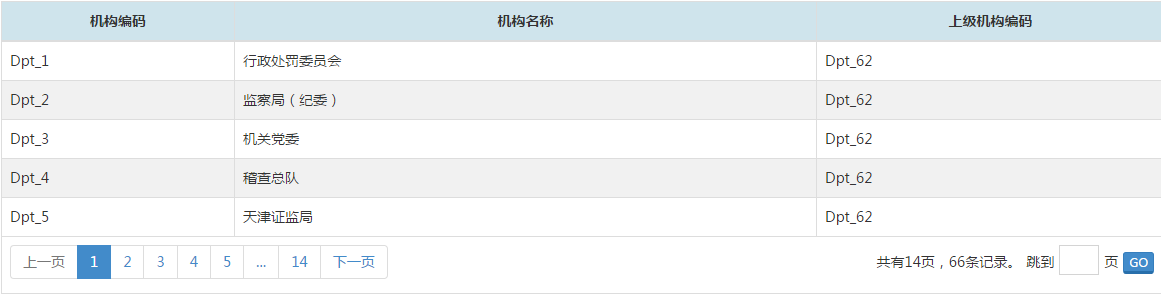 机构编码 机构名称 上级机构编码
Dpt_1 行政处罚委员会 Dpt_62
Dpt_2 监察局（纪委） Dpt_62
Dpt_3 机关党委 Dpt_62
Dpt_4 稽查总队 Dpt_62
Dpt_5 天津证监局 Dpt_62
上一页 1 2 3 4 5 ... 14 下一页 共有14页，66条记录。 跳到 页 GO